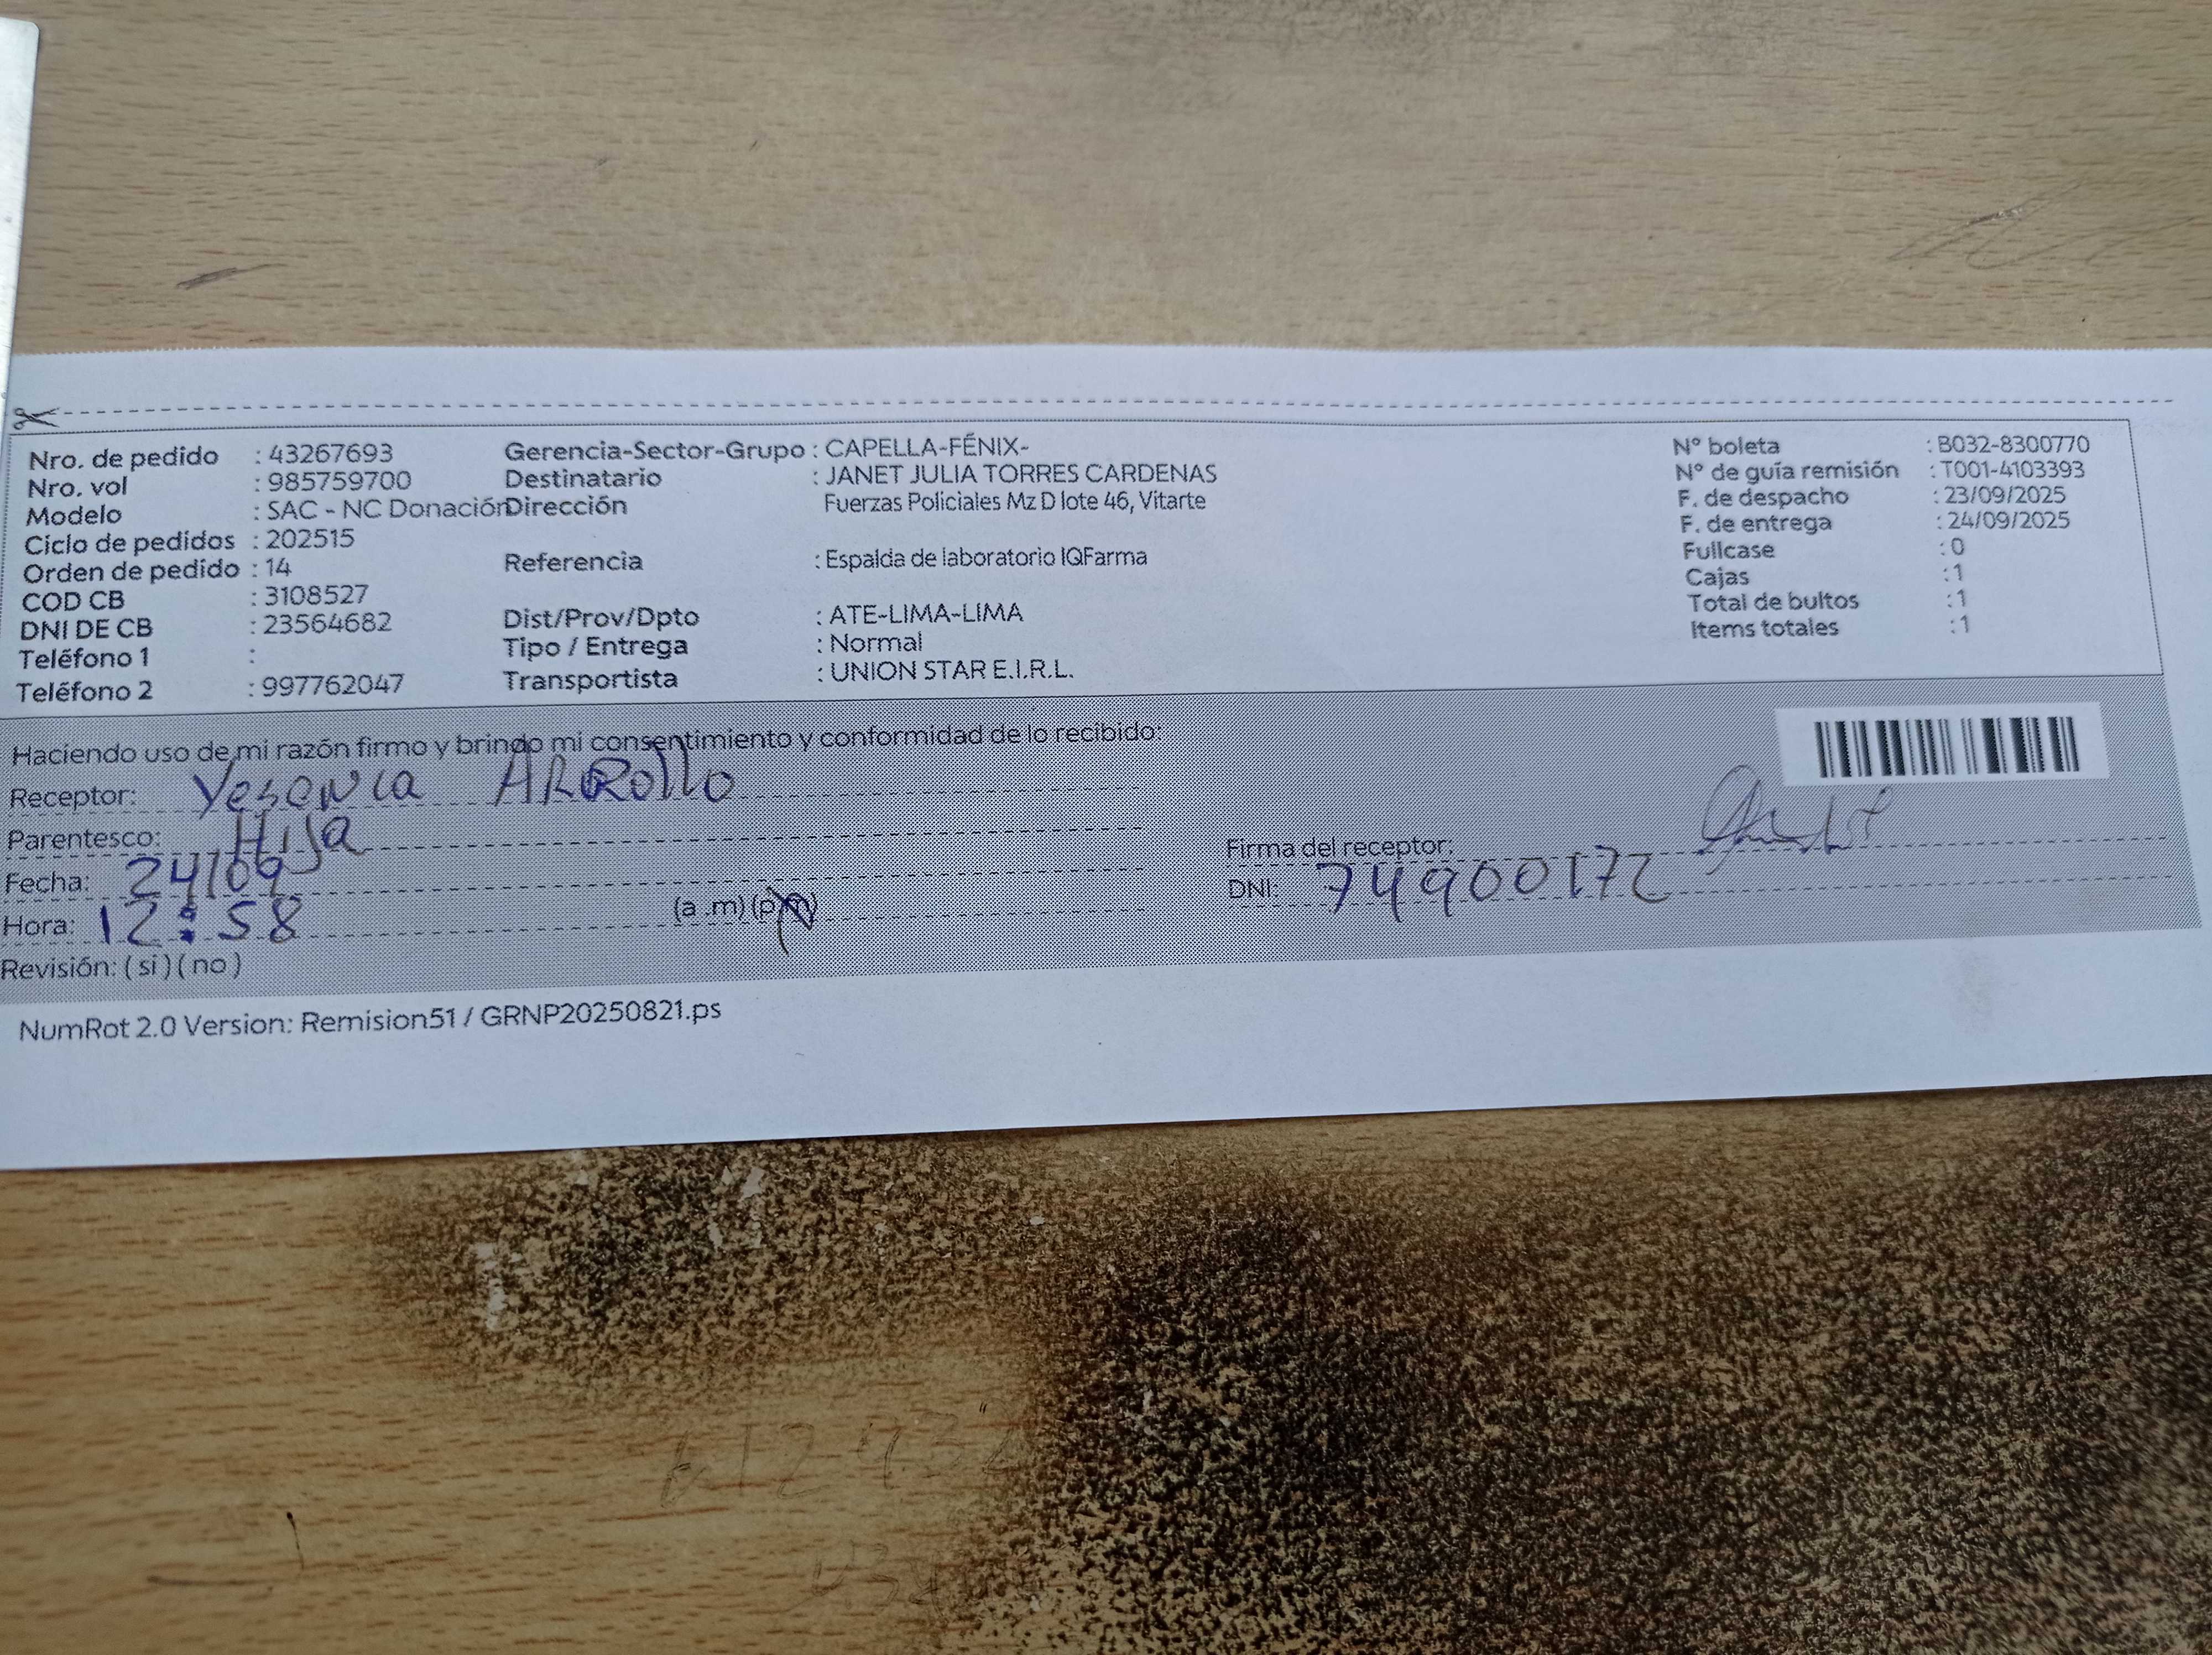 Nro. de pedido : 43267693
Nro. vol : 985759700
Modelo : SAC - NC Donación
Ciclo de pedidos : 202515
Orden de pedido : 14
COD CB : 3108527
DNI DE CB : 23564682
Teléfono 1 :
Teléfono 2 : 997762047
Gerencia-Sector-Grupo : CAPELLA-FÉNIX-
Destinatario : JANET JULIA TORRES CARDENAS
Dirección Fuerzas Policiales Mz D lote 46, Vitarte
Referencia : Espalda de laboratorio IQFarma
Dist/Prov/Dpto : ATE-LIMA-LIMA
Tipo / Entrega : Normal
Transportista : UNION STAR E.I.R.L.
N° boleta : B032-8300770
N° de guía remisión : T001-4103393
F. de despacho : 23/09/2025
F. de entrega : 24/09/2025
Fullcase : 0
Cajas : 1
Total de bultos : 1
Items totales : 1
Haciendo uso de mi razón firmo y brindo mi consentimiento y conformidad de lo recibido:
Receptor: Yesenia ARRollo
Parentesco: HIJa
Fecha: 24/09
Hora: 12:58 (a .m) (p.m)
Revisión: ( si ) ( no )
Firma del receptor:
DNI: 74900172
NumRot 2.0 Version: Remision51 / GRNP20250821.ps